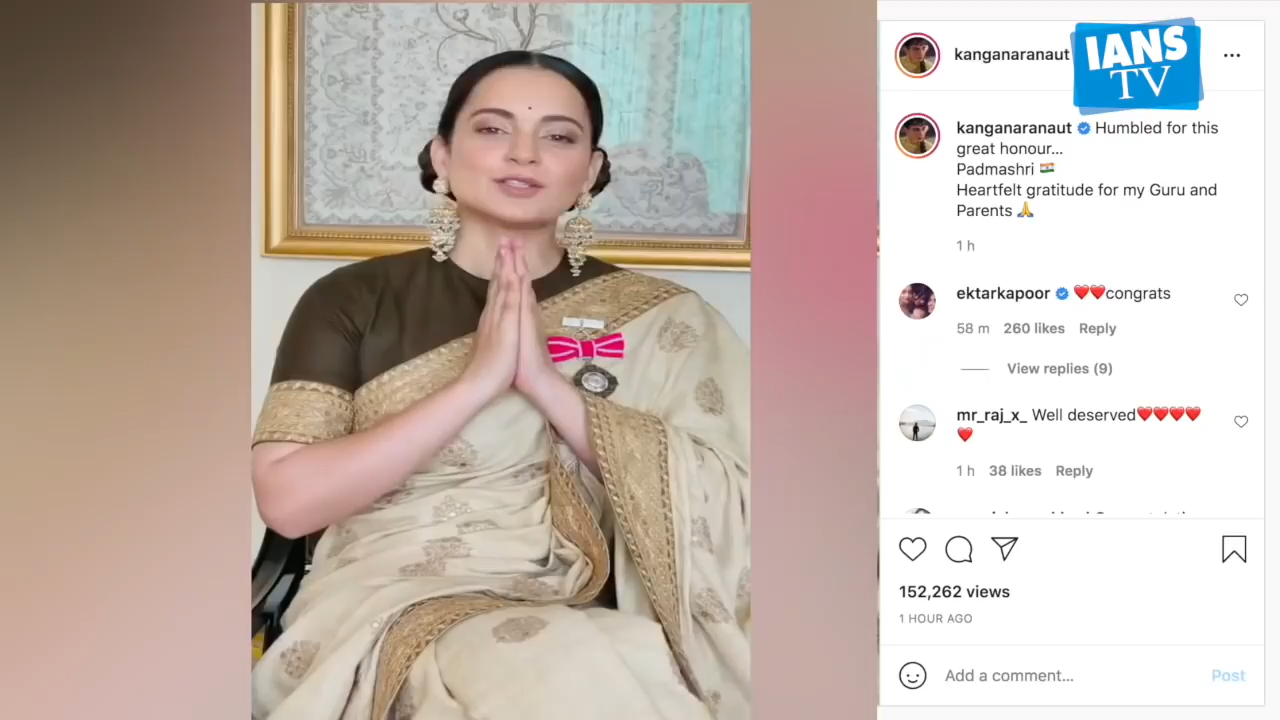 kanganaranaut
IANS
TV
kanganaranaut Humbled for this
great honour...
Padmashri 🇮🇳
Heartfelt gratitude for my Guru and
Parents 🙏
1 h
ektarkapoor ❤️❤️congrats
58 m 260 likes Reply
View replies (9)
mr_raj_x_ Well deserved❤️❤️❤️❤️
❤️
1 h 38 likes Reply
152,262 views
1 HOUR AGO
Add a comment... Post